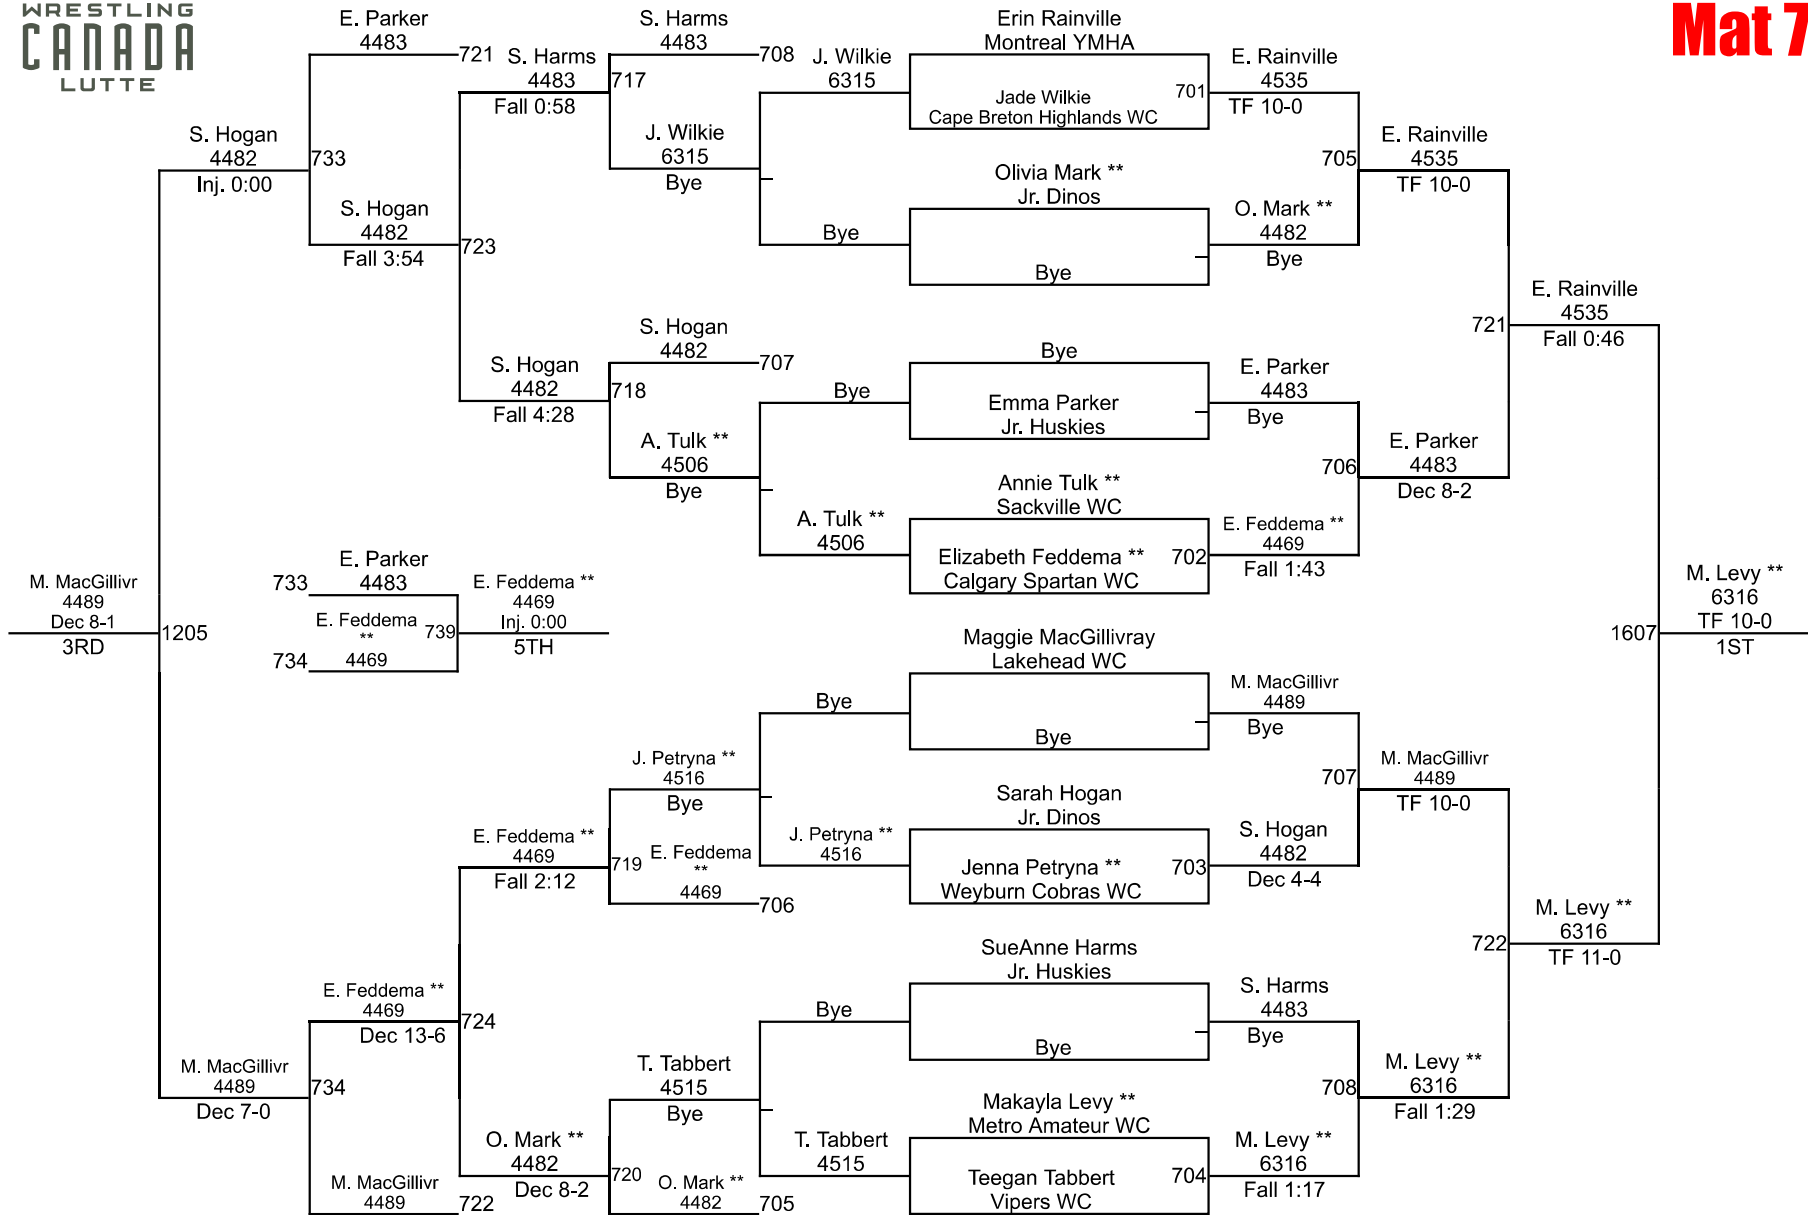 WRESTLING
CANADA
LUTTE
Mat 7
E. Parker
4483
721
S. Harms
4483
Fall 0:58
717
S. Harms
4483
708
J. Wilkie
6315
J. Wilkie
6315
Bye
S. Hogan
4482
Inj. 0:00
733
S. Hogan
4482
Fall 3:54
723
Bye
S. Hogan
4482
707
S. Hogan
4482
Fall 4:28
718
Bye
A. Tulk **
4506
Bye
A. Tulk **
4506
Erin Rainville
Montreal YMHA
Jade Wilkie
Cape Breton Highlands WC
701
E. Rainville
4535
TF 10-0
Olivia Mark **
Jr. Dinos
Bye
O. Mark **
4482
Bye
705
E. Rainville
4535
TF 10-0
Bye
Emma Parker
Jr. Huskies
E. Parker
4483
Bye
Annie Tulk **
Sackville WC
Elizabeth Feddema **
Calgary Spartan WC
702
E. Feddema **
4469
Fall 1:43
706
E. Parker
4483
Dec 8-2
721
E. Rainville
4535
Fall 0:46
M. MacGillivr
4489
Dec 8-1
3RD
1205
733
E. Parker
4483
E. Feddema
**
4469
734
739
E. Feddema **
4469
Inj. 0:00
5TH
1607
M. Levy **
6316
TF 10-0
1ST
Maggie MacGillivray
Lakehead WC
Bye
M. MacGillivr
4489
Bye
Sarah Hogan
Jr. Dinos
Jenna Petryna **
Weyburn Cobras WC
703
S. Hogan
4482
Dec 4-4
707
M. MacGillivr
4489
TF 10-0
SueAnne Harms
Jr. Huskies
Bye
S. Harms
4483
Bye
Makayla Levy **
Metro Amateur WC
Teegan Tabbert
Vipers WC
704
M. Levy **
6316
Fall 1:17
708
M. Levy **
6316
Fall 1:29
722
M. Levy **
6316
TF 11-0
Bye
J. Petryna **
4516
Bye
J. Petryna **
4516
E. Feddema **
4469
Fall 2:12
719
E. Feddema
**
4469
706
E. Feddema **
4469
Dec 13-6
724
Bye
T. Tabbert
4515
Bye
T. Tabbert
4515
M. MacGillivr
4489
Dec 7-0
734
O. Mark **
4482
Dec 8-2
720
O. Mark **
4482
705
M. MacGillivr
4489
722